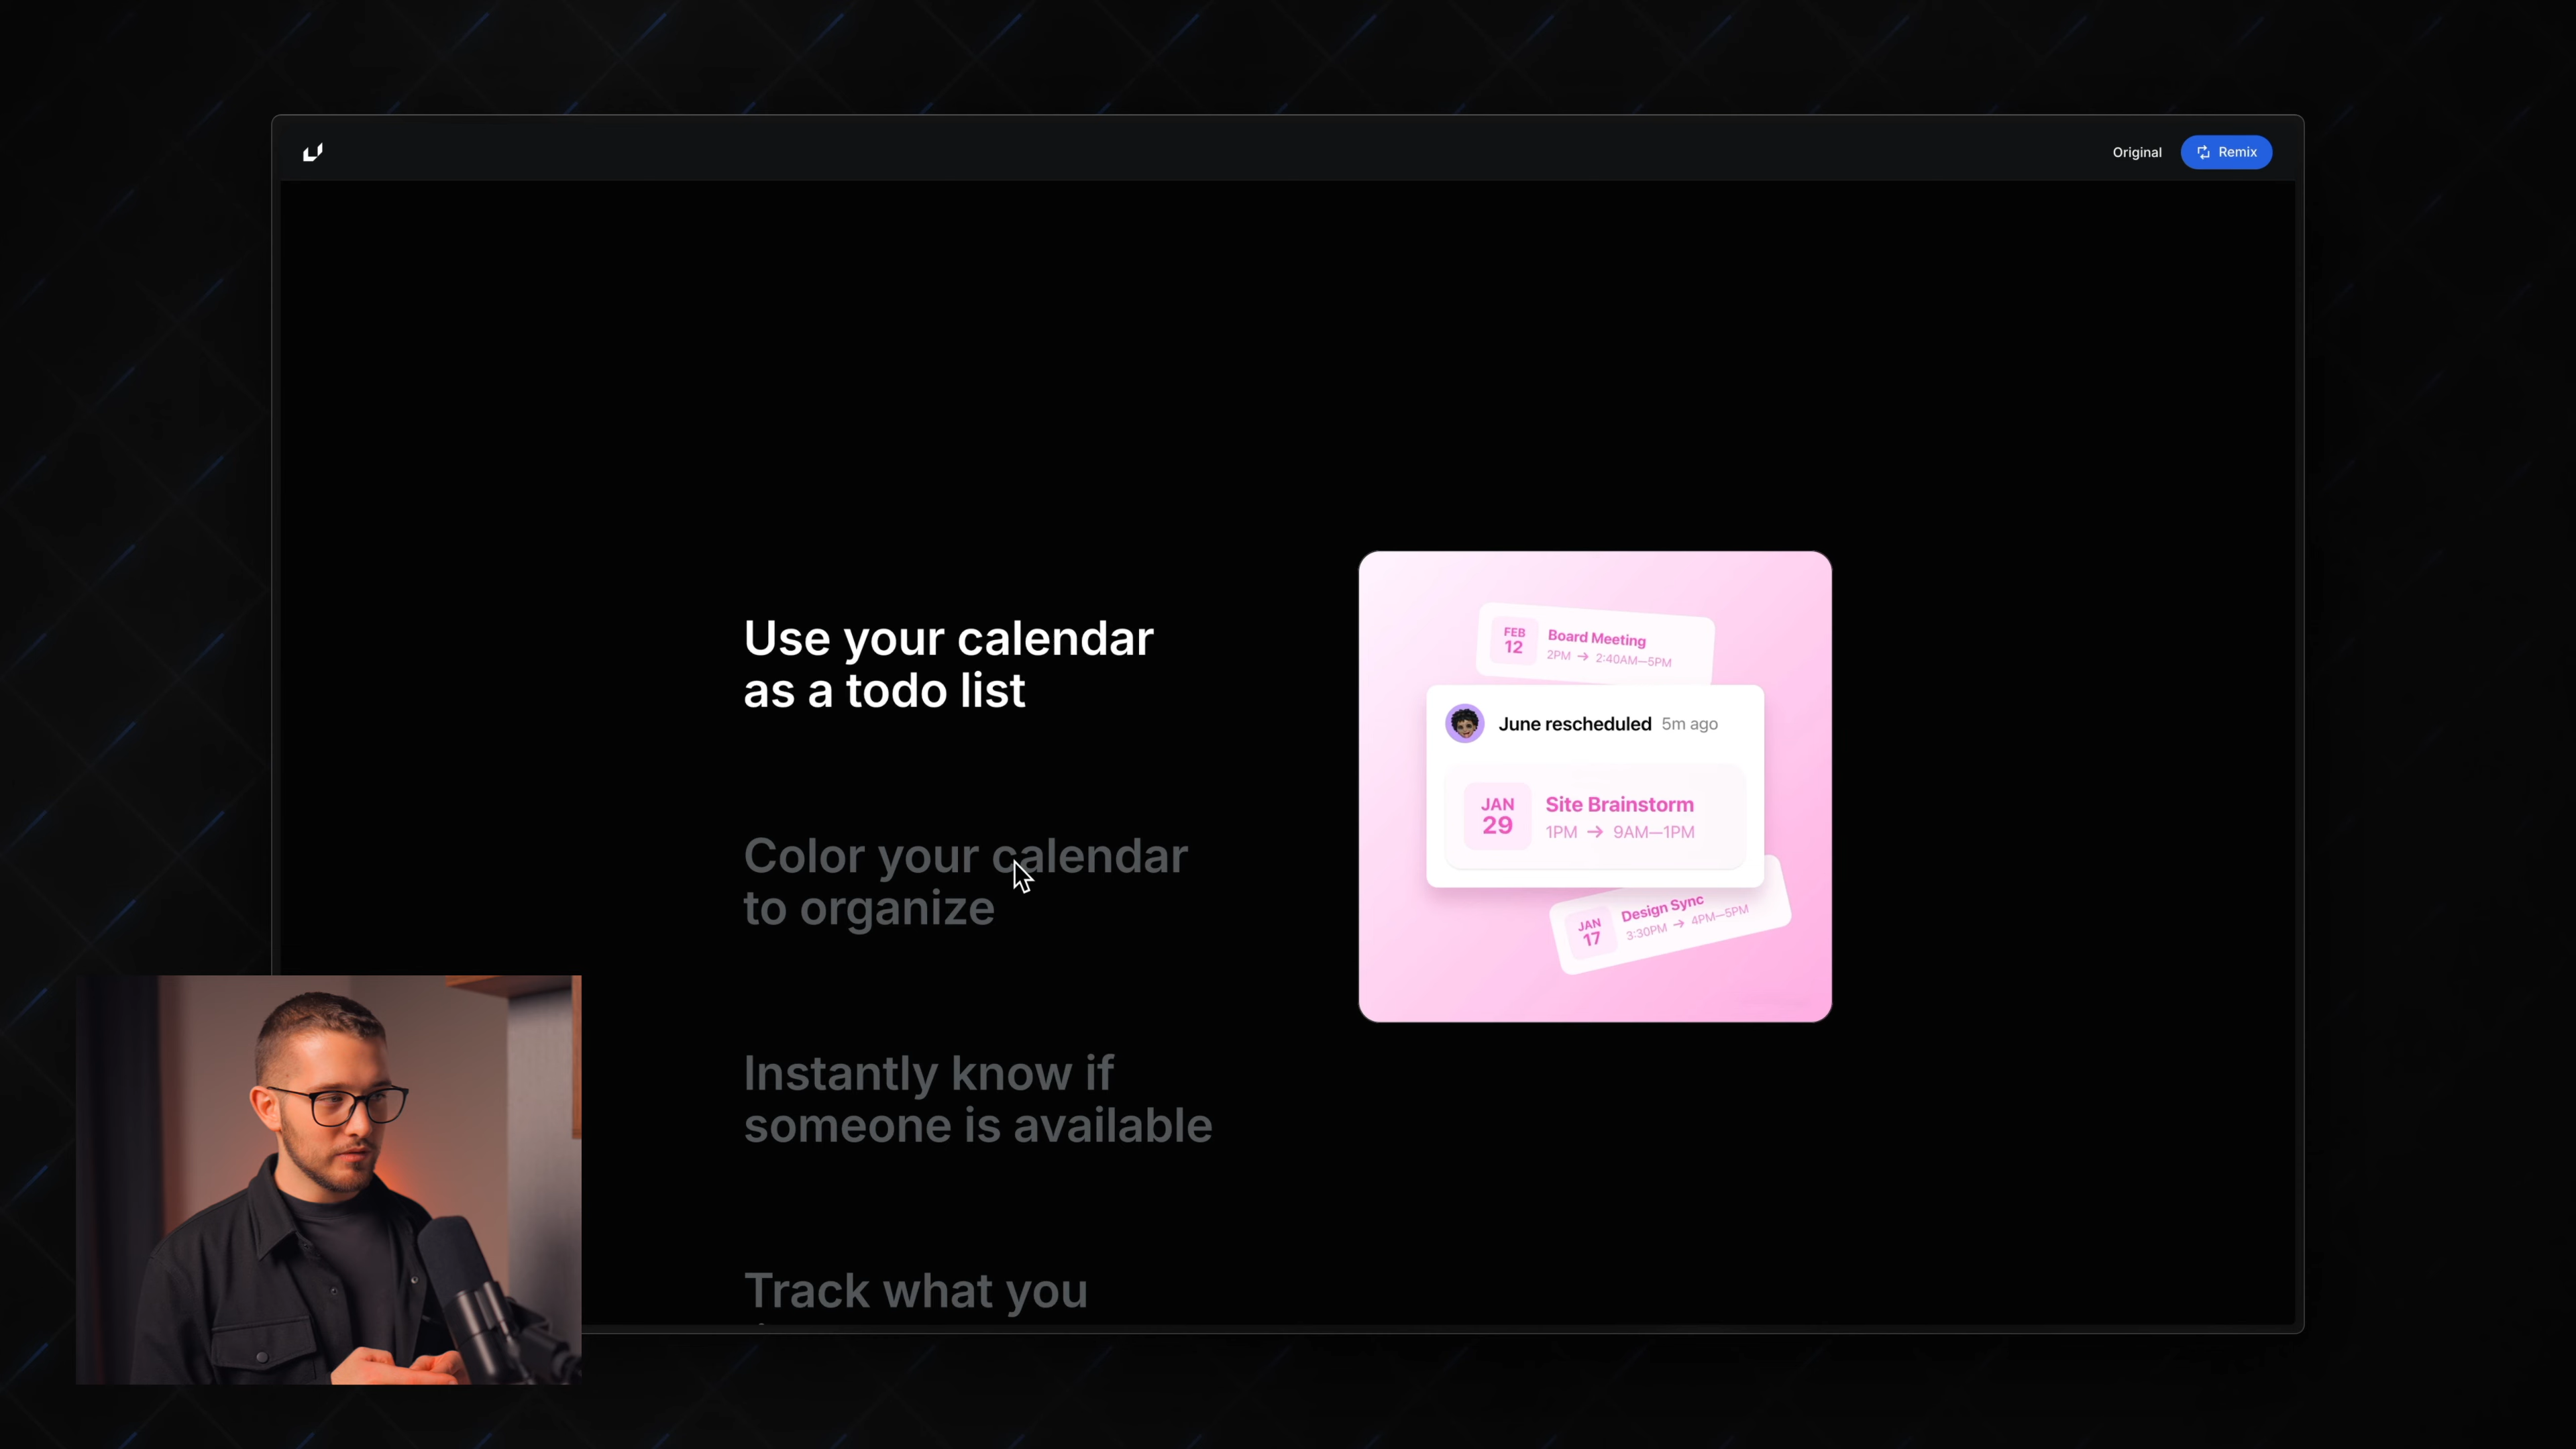 Original
Remix
Use your calendar
as a todo list
Color your calendar
to organize
Instantly know if
someone is available
Track what you
FEB
12
Board Meeting
2PM → 2:40AM—5PM
June rescheduled 5m ago
JAN
29
Site Brainstorm
1PM → 9AM—1PM
JAN
17
Design Sync
3:30PM → 4PM—5PM